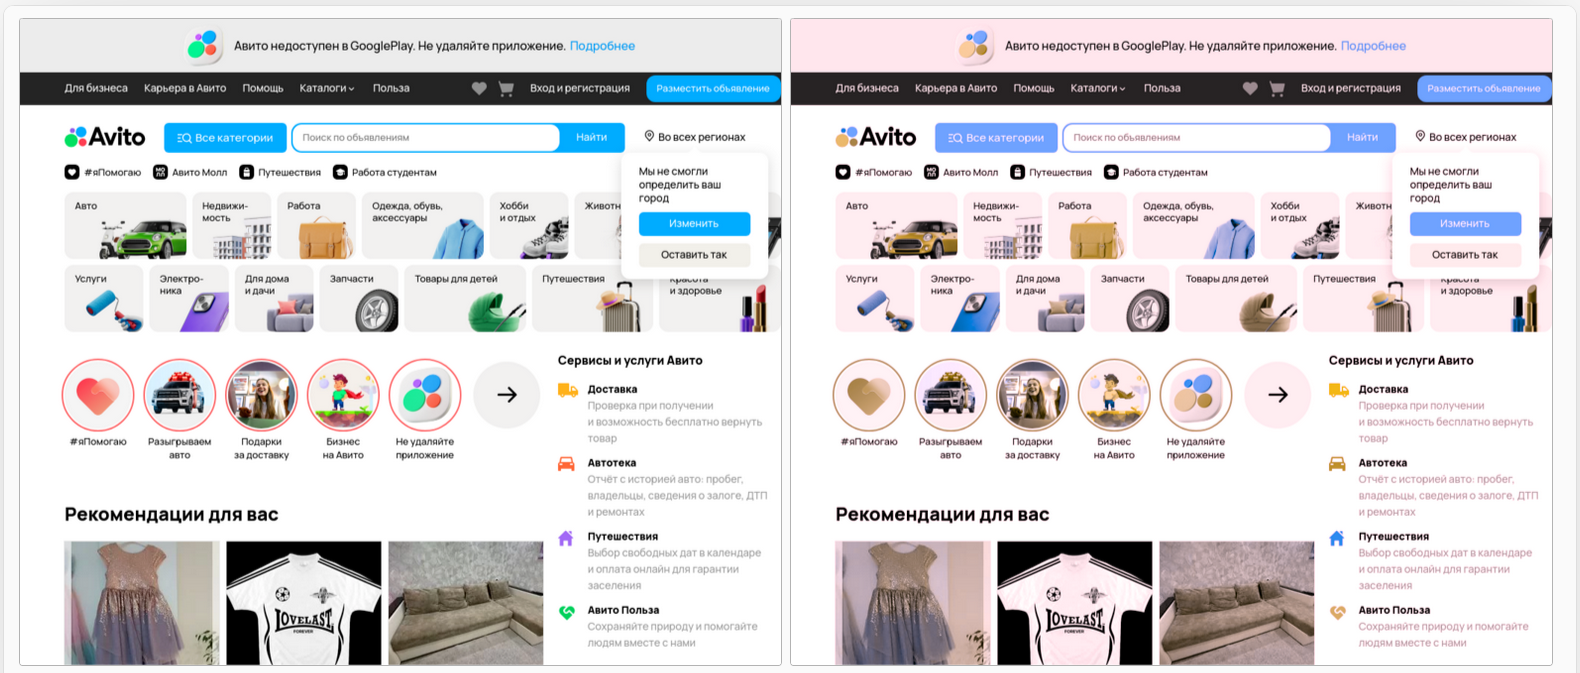 Авито недоступен в GooglePlay. Не удаляйте приложение. Подробнее
Для бизнеса Карьера в Авито Помощь Каталоги Польза Вход и регистрация Разместить объявление
Avito Все категории Поиск по объявлениям Найти Во всех регионах
#яПомогаю Авито Молл Путешествия Работа студентам
Мы не смогли
определить ваш
город
Изменить
Оставить так
Авто
Недвижи-
мость
Работа
Одежда, обувь,
аксессуары
Хобби
и отдых
Животн
Услуги
Электро-
ника
Для дома
и дачи
Запчасти
Товары для детей
Путешествия
Красота
и здоровье
#яПомогаю
Разыгрываем
авто
Подарки
за доставку
Бизнес
на Авито
Не удаляйте
приложение
Сервисы и услуги Авито
Доставка
Проверка при получении
и возможность бесплатно вернуть
товар
Автотека
Отчёт с историей авто: пробег,
владельцы, сведения о залоге, ДТП
и ремонтах
Путешествия
Выбор свободных дат в календаре
и оплата онлайн для гарантии
заселения
Авито Польза
Сохраняйте природу и помогайте
людям вместе с нами
Рекомендации для вас
JOVELAST
FOREVER
Авито недоступен в GooglePlay. Не удаляйте приложение. Подробнее
Для бизнеса Карьера в Авито Помощь Каталоги Польза Вход и регистрация Разместить объявление
Avito Все категории Поиск по объявлениям Найти Во всех регионах
#яПомогаю Авито Молл Путешествия Работа студентам
Мы не смогли
определить ваш
город
Изменить
Оставить так
Авто
Недвижи-
мость
Работа
Одежда, обувь,
аксессуары
Хобби
и отдых
Животн
Услуги
Электро-
ника
Для дома
и дачи
Запчасти
Товары для детей
Путешествия
Красота
и здоровье
#яПомогаю
Разыгрываем
авто
Подарки
за доставку
Бизнес
на Авито
Не удаляйте
приложение
Сервисы и услуги Авито
Доставка
Проверка при получении
и возможность бесплатно вернуть
товар
Автотека
Отчёт с историей авто: пробег,
владельцы, сведения о залоге, ДТП
и ремонтах
Путешествия
Выбор свободных дат в календаре
и оплата онлайн для гарантии
заселения
Авито Польза
Сохраняйте природу и помогайте
людям вместе с нами
Рекомендации для вас
JOVELAST
FOREVER